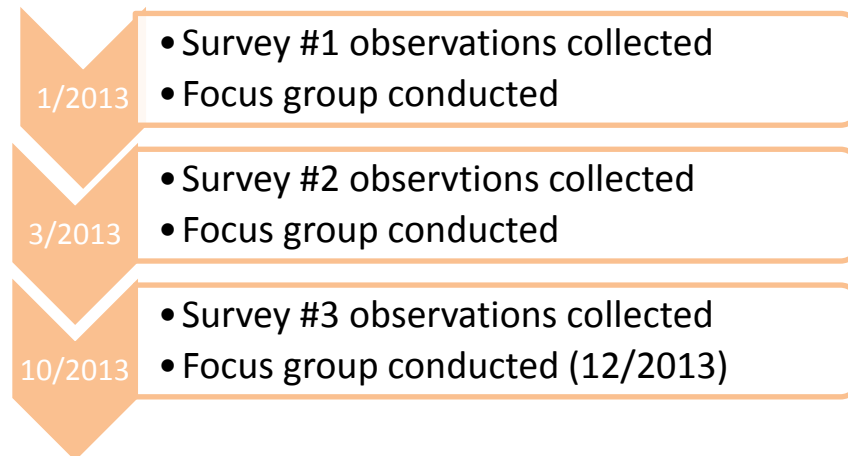 1/2013
•Survey #1 observations collected
•Focus group conducted
3/2013
•Survey #2 observtions collected
•Focus group conducted
10/2013
•Survey #3 observations collected
•Focus group conducted (12/2013)